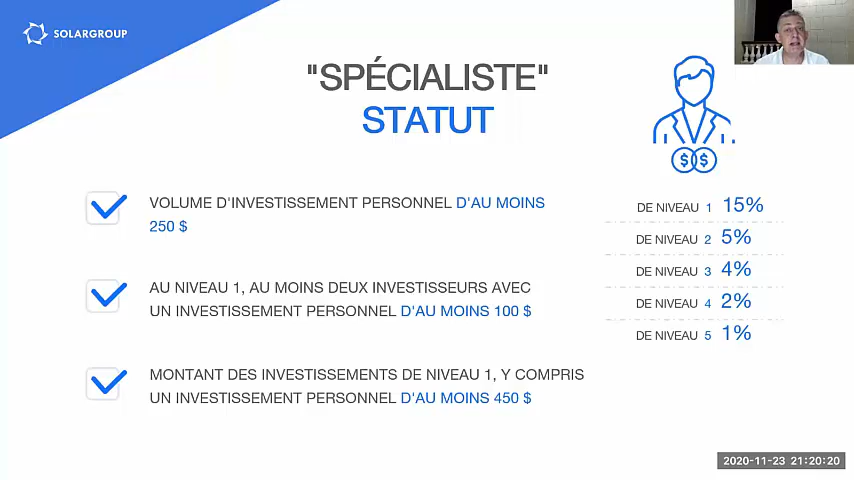 SOLARGROUP
"SPÉCIALISTE"
STATUT
VOLUME D'INVESTISSEMENT PERSONNEL D'AU MOINS
250 $
AU NIVEAU 1, AU MOINS DEUX INVESTISSEURS AVEC
UN INVESTISSEMENT PERSONNEL D'AU MOINS 100 $
MONTANT DES INVESTISSEMENTS DE NIVEAU 1, Y COMPRIS
UN INVESTISSEMENT PERSONNEL D'AU MOINS 450 $
$ $
DE NIVEAU 1 15%
DE NIVEAU 2 5%
DE NIVEAU 3 4%
DE NIVEAU 4 2%
DE NIVEAU 5 1%
2020-11-23 21:20:20